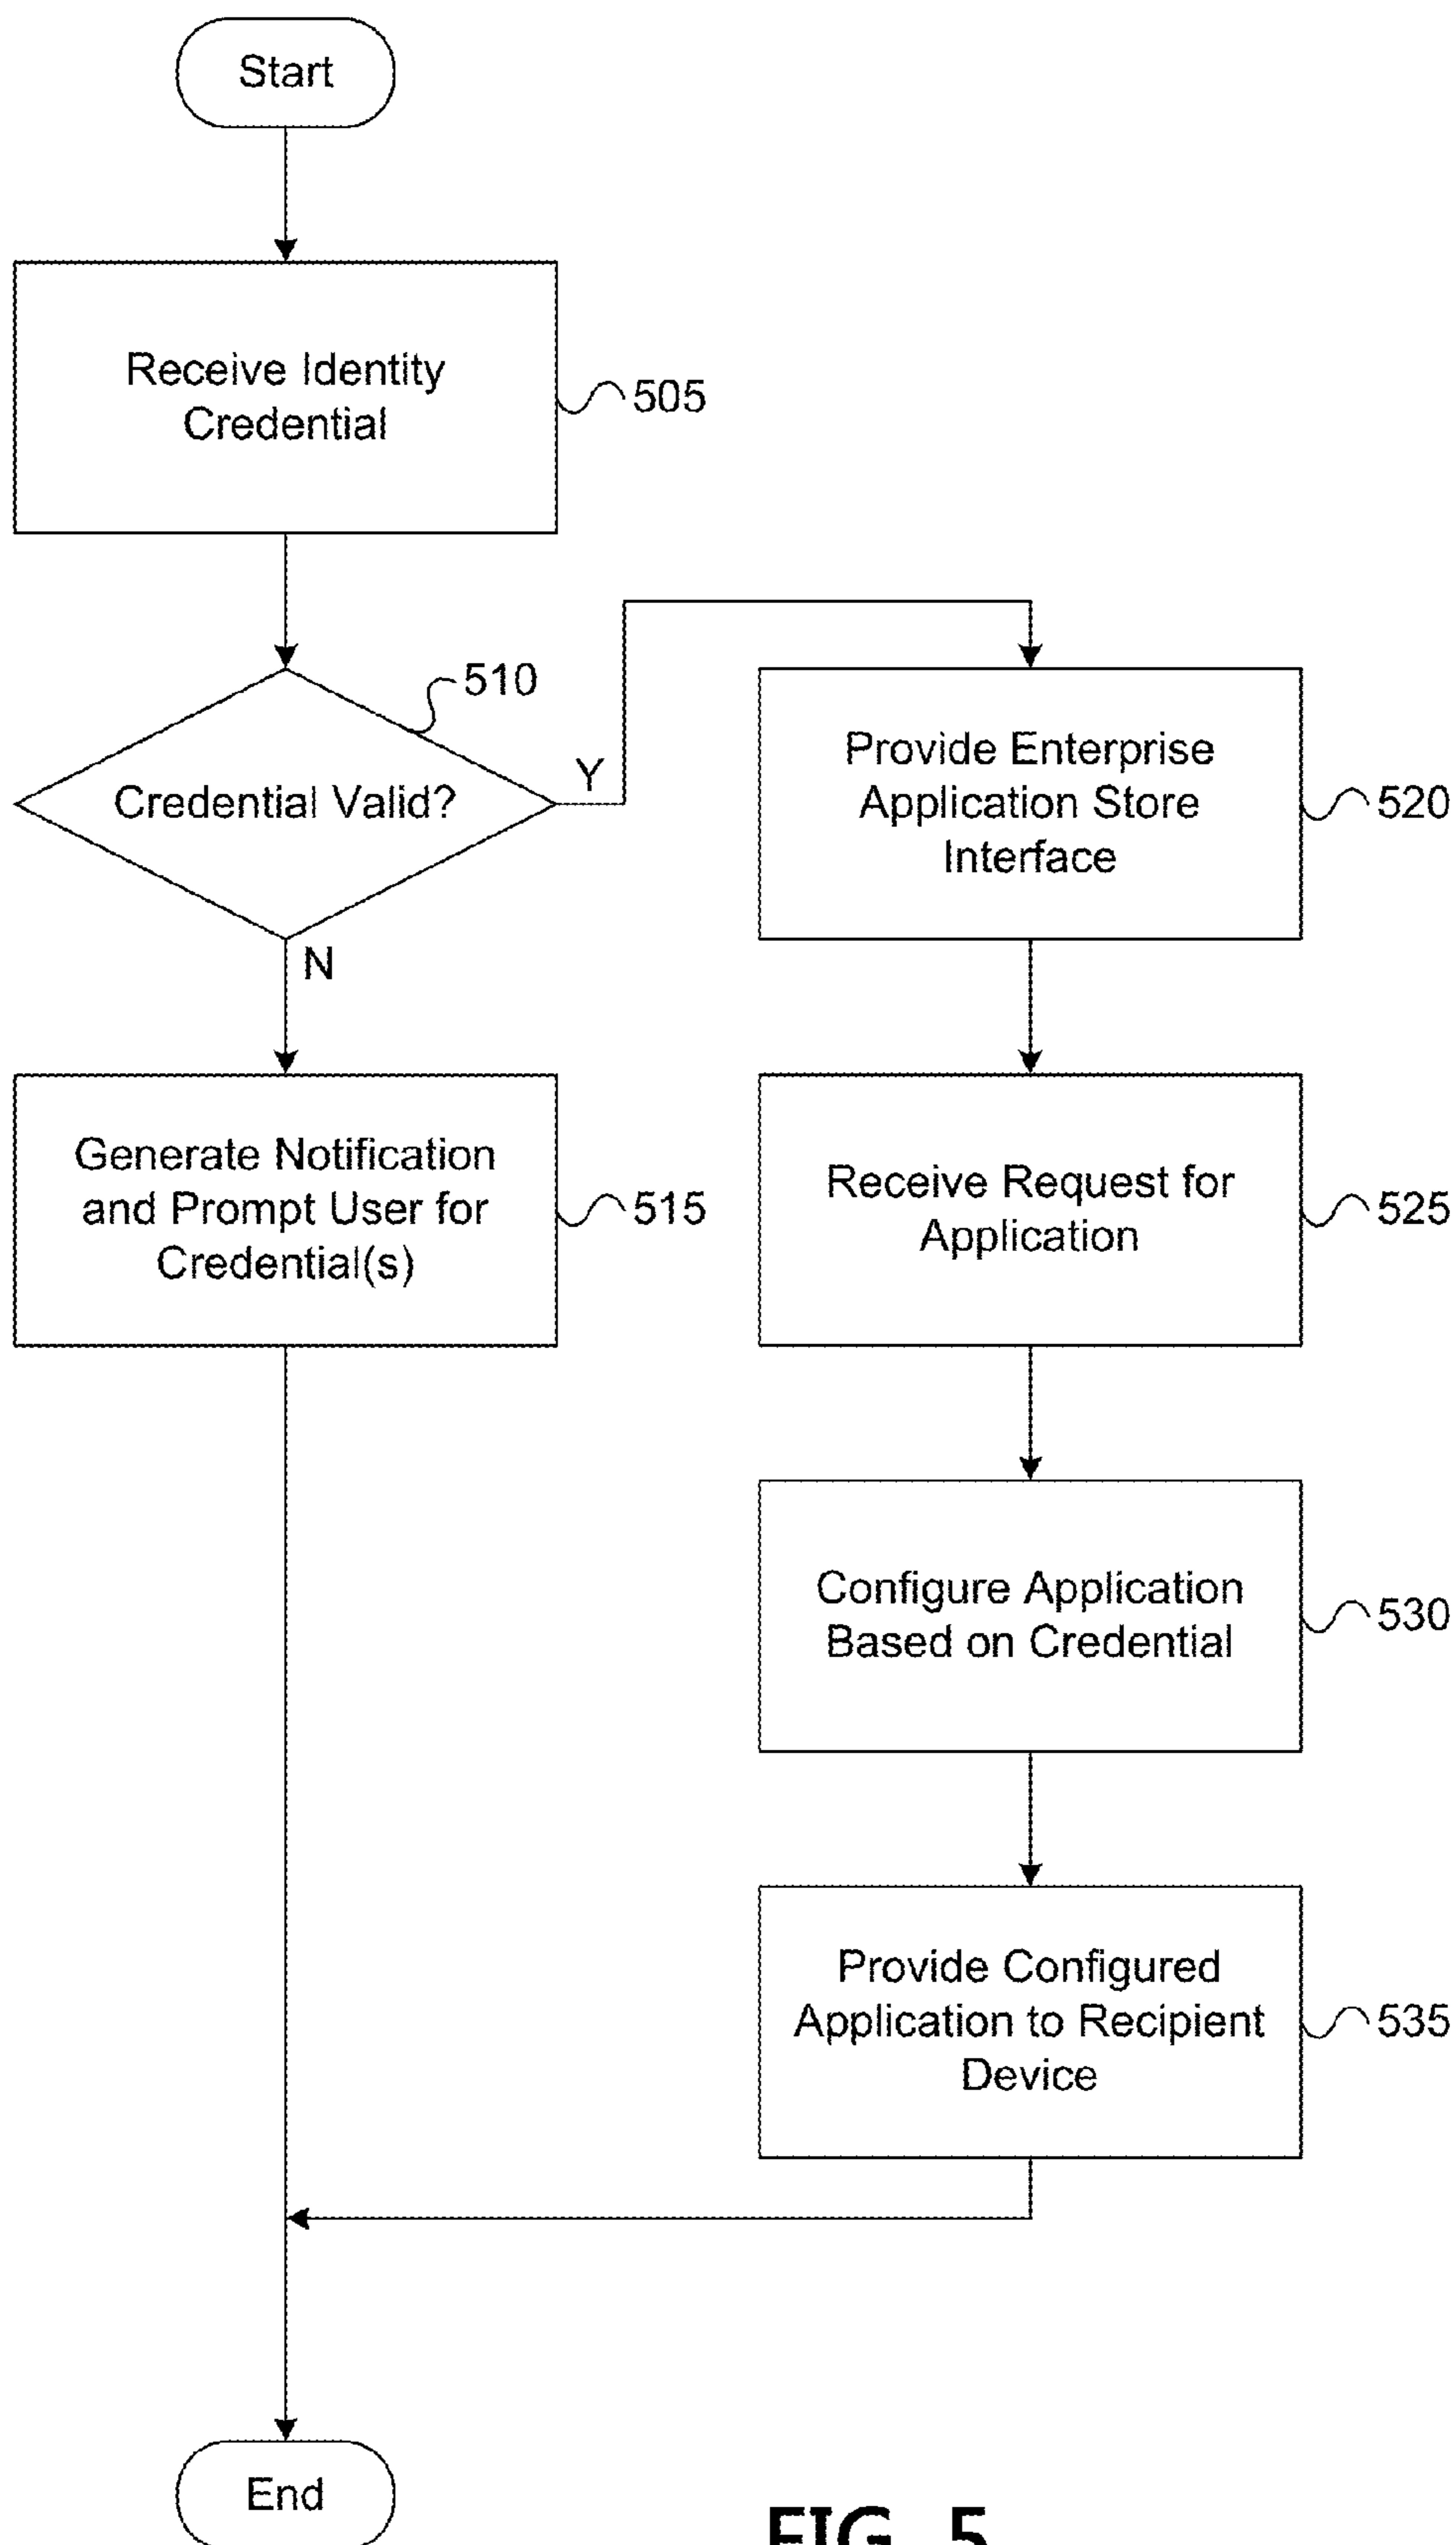 Start
Receive Identity
Credential
505
510
Credential Valid?
Y
N
Provide Enterprise
Application Store
Interface
520
Generate Notification
and Prompt User for
Credential(s)
515
Receive Request for
Application
525
Configure Application
Based on Credential
530
Provide Configured
Application to Recipient
Device
535
End
FIG. 5